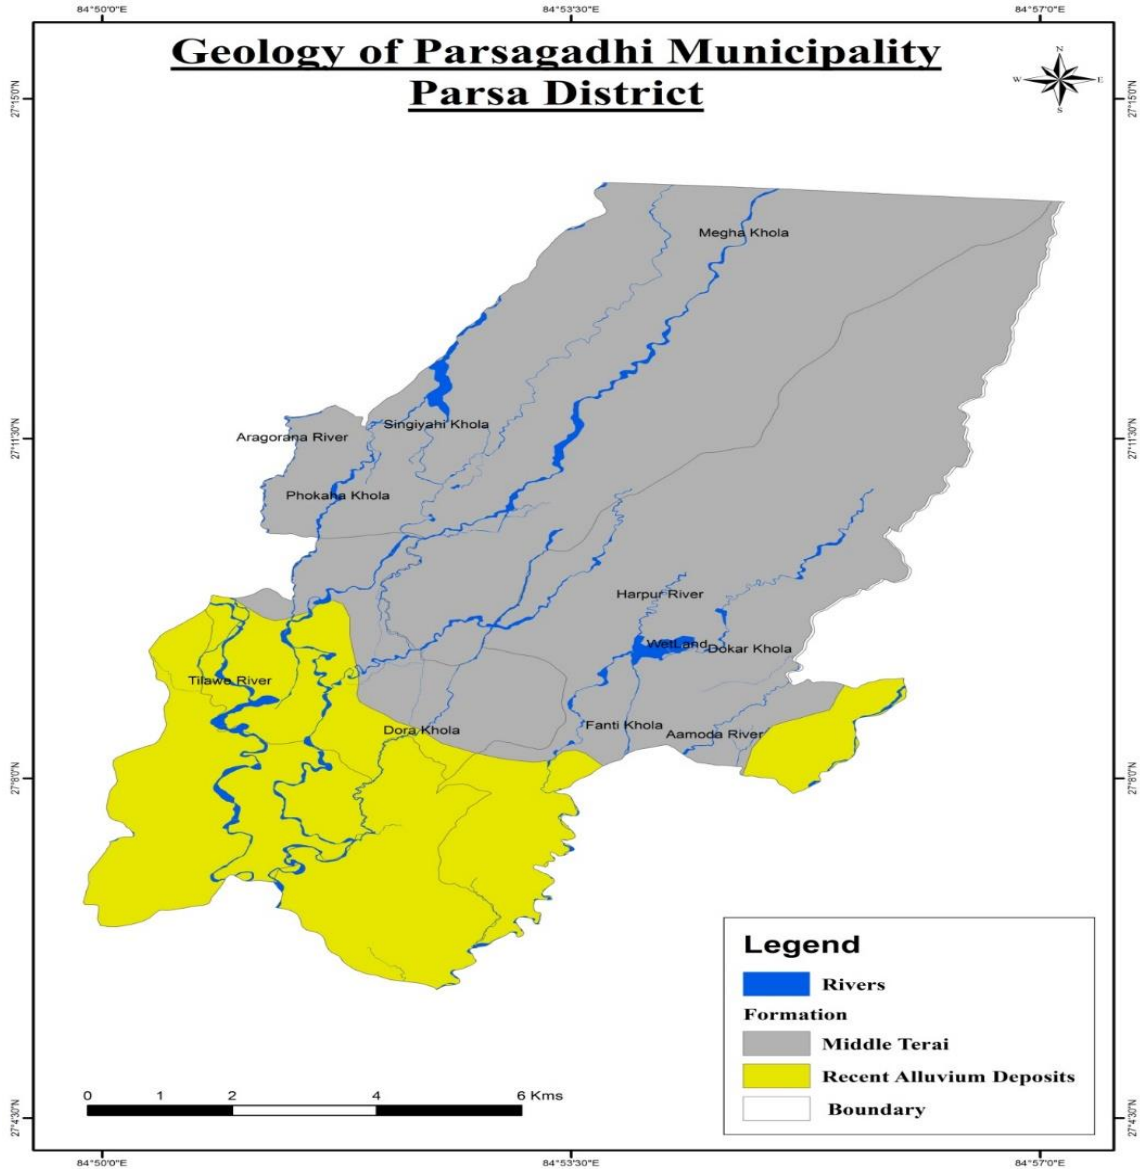 84°50'0"E 84°53'30"E 84°57'0"E
Geology of Parsagadhi Municipality
Parsa District
N
W E
S
27°15'0"N 27°15'0"N
Megha Khola
Singiyahi Khola
Aragorana River
27°11'30"N 27°11'30"N
Phokaha Khola
Harpur River
WetLand
Dokar Khola
Tilawe River
Fanti Khola
Dora Khola
Aamoda River
27°8'0"N 27°8'0"N
Legend
Rivers
Formation
Middle Terai
Recent Alluvium Deposits
Boundary
0 1 2 4 6 Kms
27°4'30"N 27°4'30"N
84°50'0"E 84°53'30"E 84°57'0"E